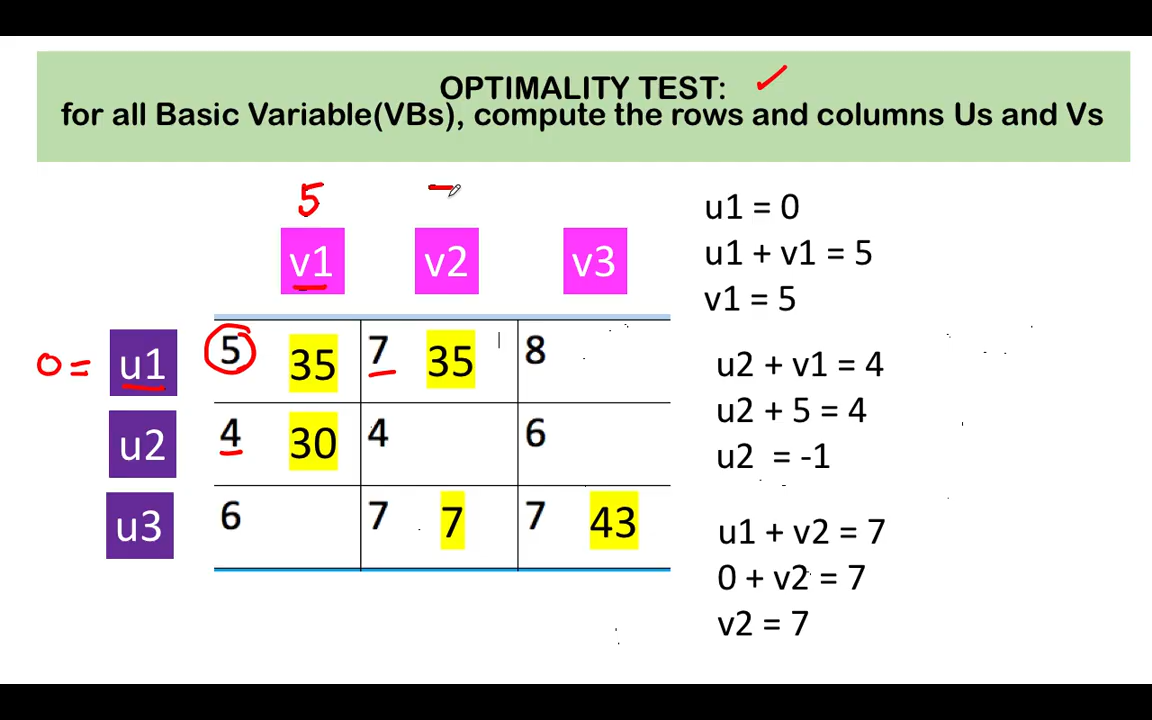 OPTIMALITY TEST:
for all Basic Variable(VBs), compute the rows and columns Us and Vs
5
v1 v2 v3
0 = u1 5 35 7 35 8
u2 4 30 4 6
u3 6 7 7 7 43
u1 = 0
u1 + v1 = 5
v1 = 5
u2 + v1 = 4
u2 + 5 = 4
u2 = -1
u1 + v2 = 7
0 + v2 = 7
v2 = 7